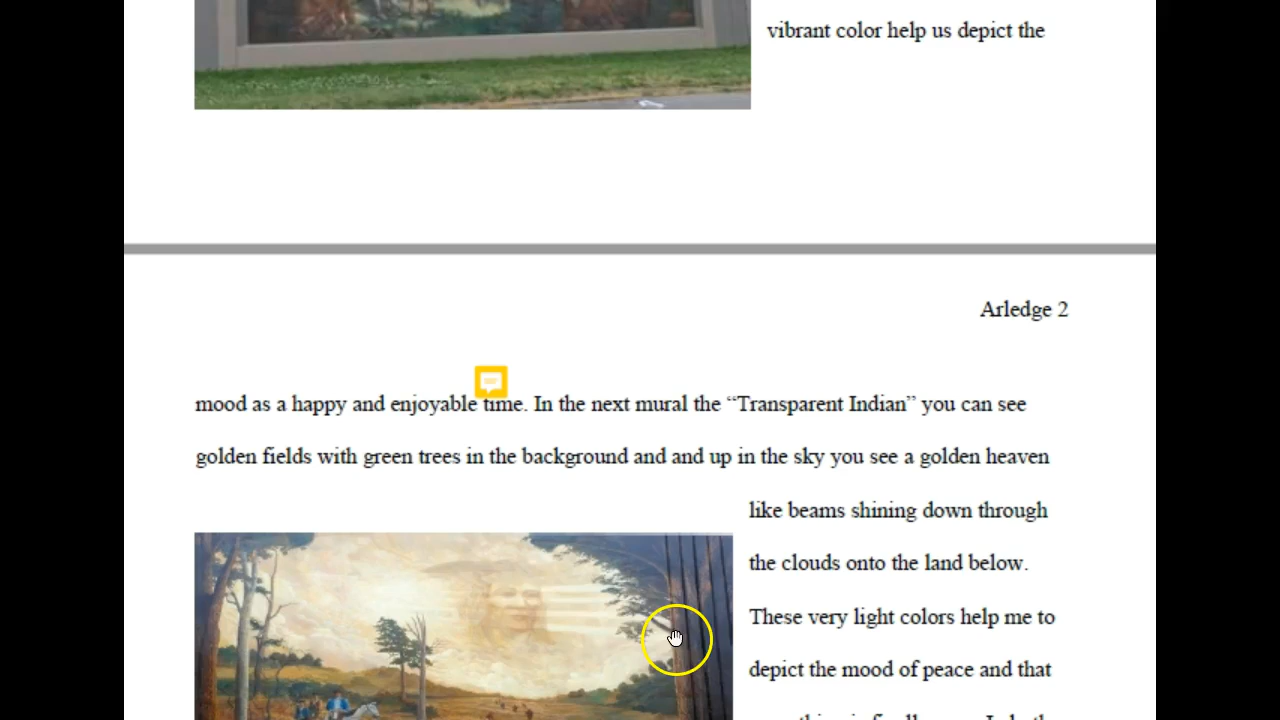 vibrant color help us depict the
Arledge 2
mood as a happy and enjoyable time. In the next mural the “Transparent Indian” you can see
golden fields with green trees in the background and and up in the sky you see a golden heaven
like beams shining down through
the clouds onto the land below.
These very light colors help me to
depict the mood of peace and that